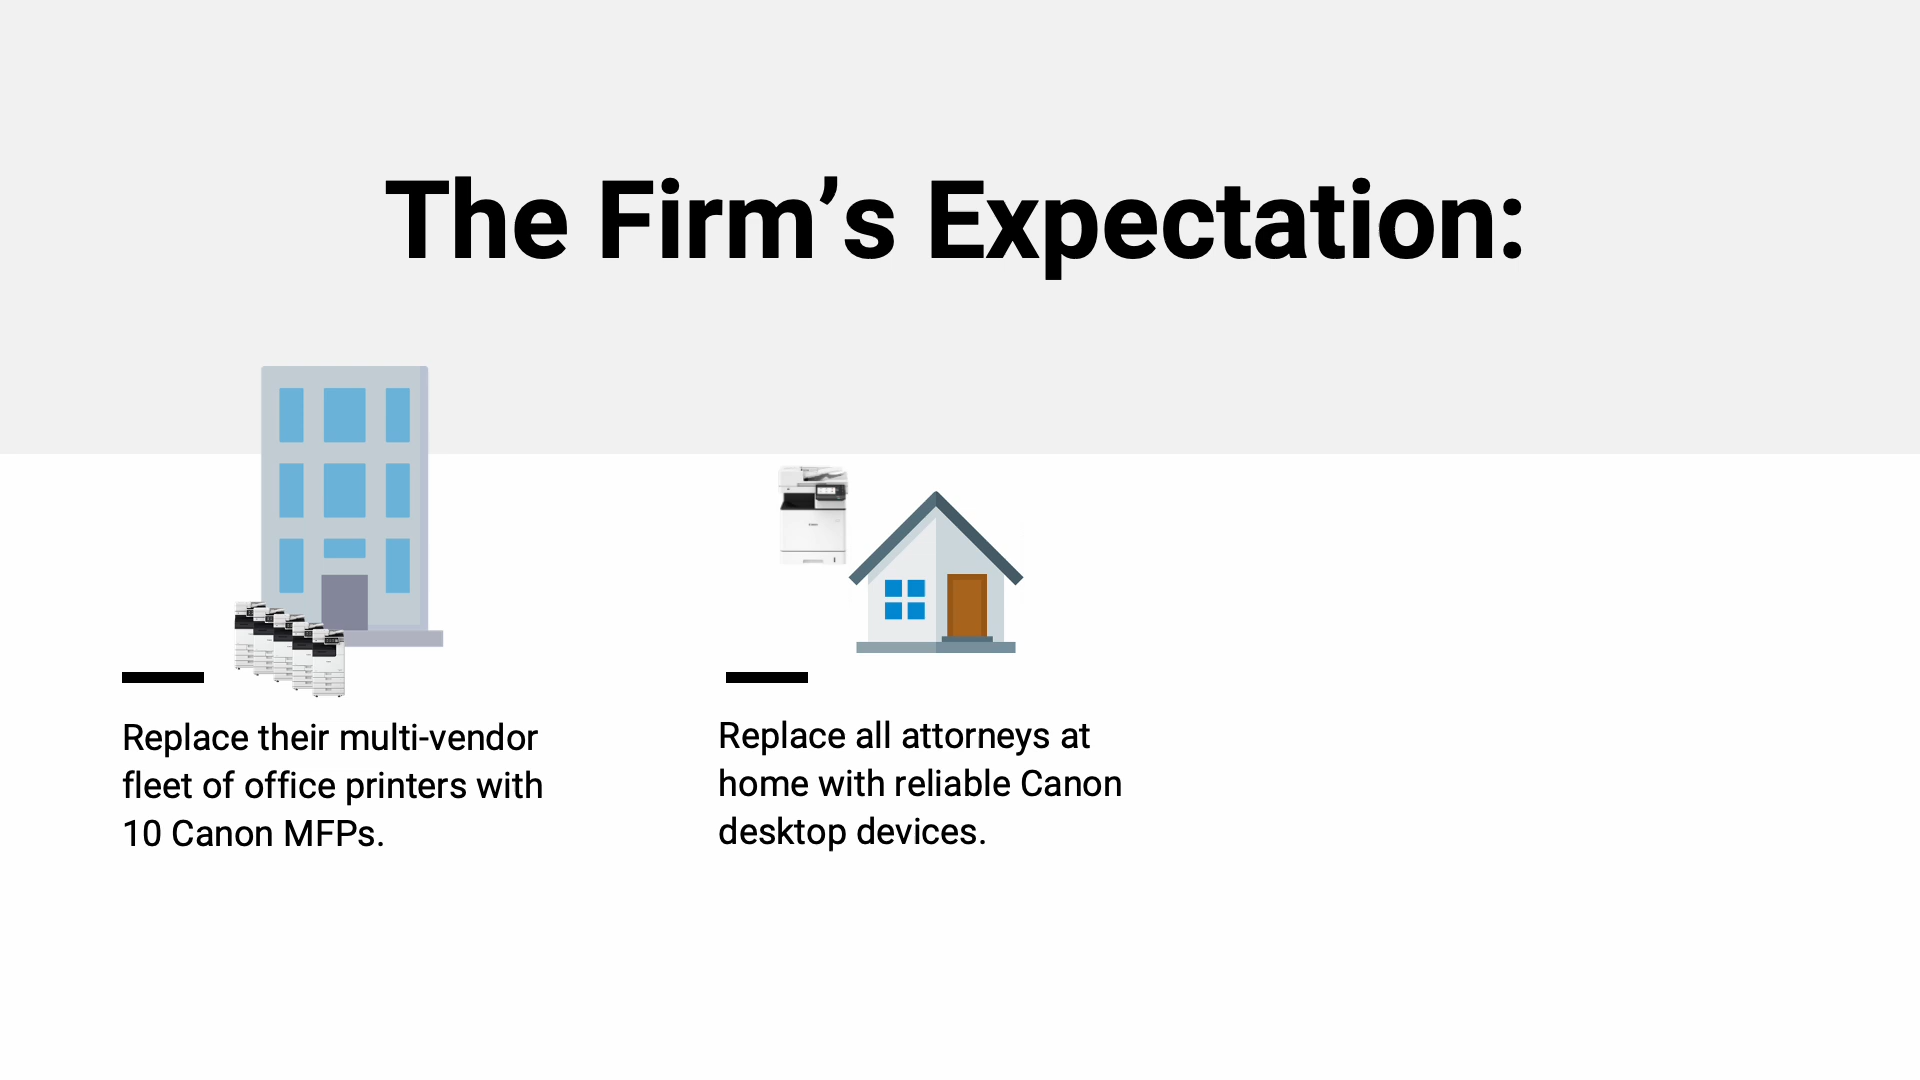 The Firm’s Expectation:
Replace their multi-vendor
fleet of office printers with
10 Canon MFPs.
Replace all attorneys at
home with reliable Canon
desktop devices.